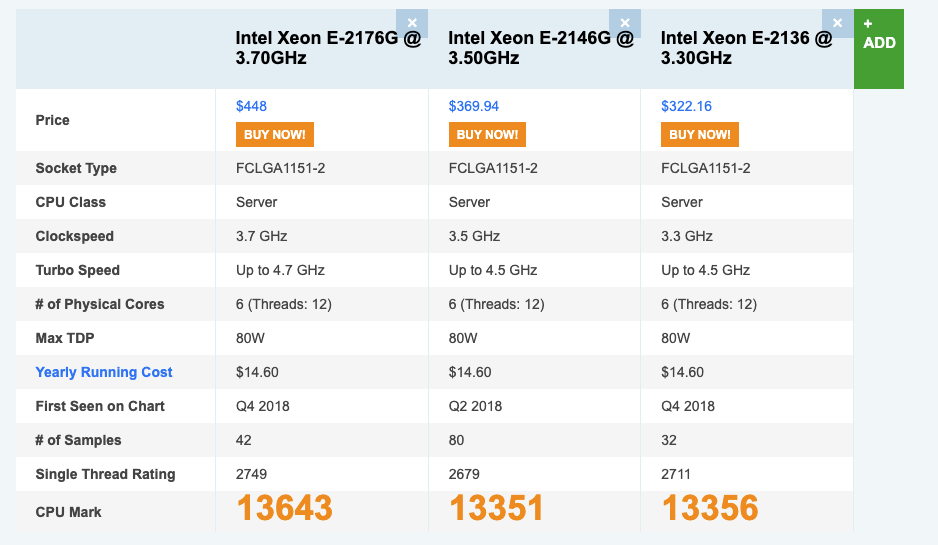 × × × +
Intel Xeon E-2176G @ Intel Xeon E-2146G @ Intel Xeon E-2136 @ ADD
3.70GHz 3.50GHz 3.30GHz
Price $448 $369.94 $322.16
BUY NOW! BUY NOW! BUY NOW!
Socket Type FCLGA1151-2 FCLGA1151-2 FCLGA1151-2
CPU Class Server Server Server
Clockspeed 3.7 GHz 3.5 GHz 3.3 GHz
Turbo Speed Up to 4.7 GHz Up to 4.5 GHz Up to 4.5 GHz
# of Physical Cores 6 (Threads: 12) 6 (Threads: 12) 6 (Threads: 12)
Max TDP 80W 80W 80W
Yearly Running Cost $14.60 $14.60 $14.60
First Seen on Chart Q4 2018 Q2 2018 Q4 2018
# of Samples 42 80 32
Single Thread Rating 2749 2679 2711
CPU Mark 13643 13351 13356